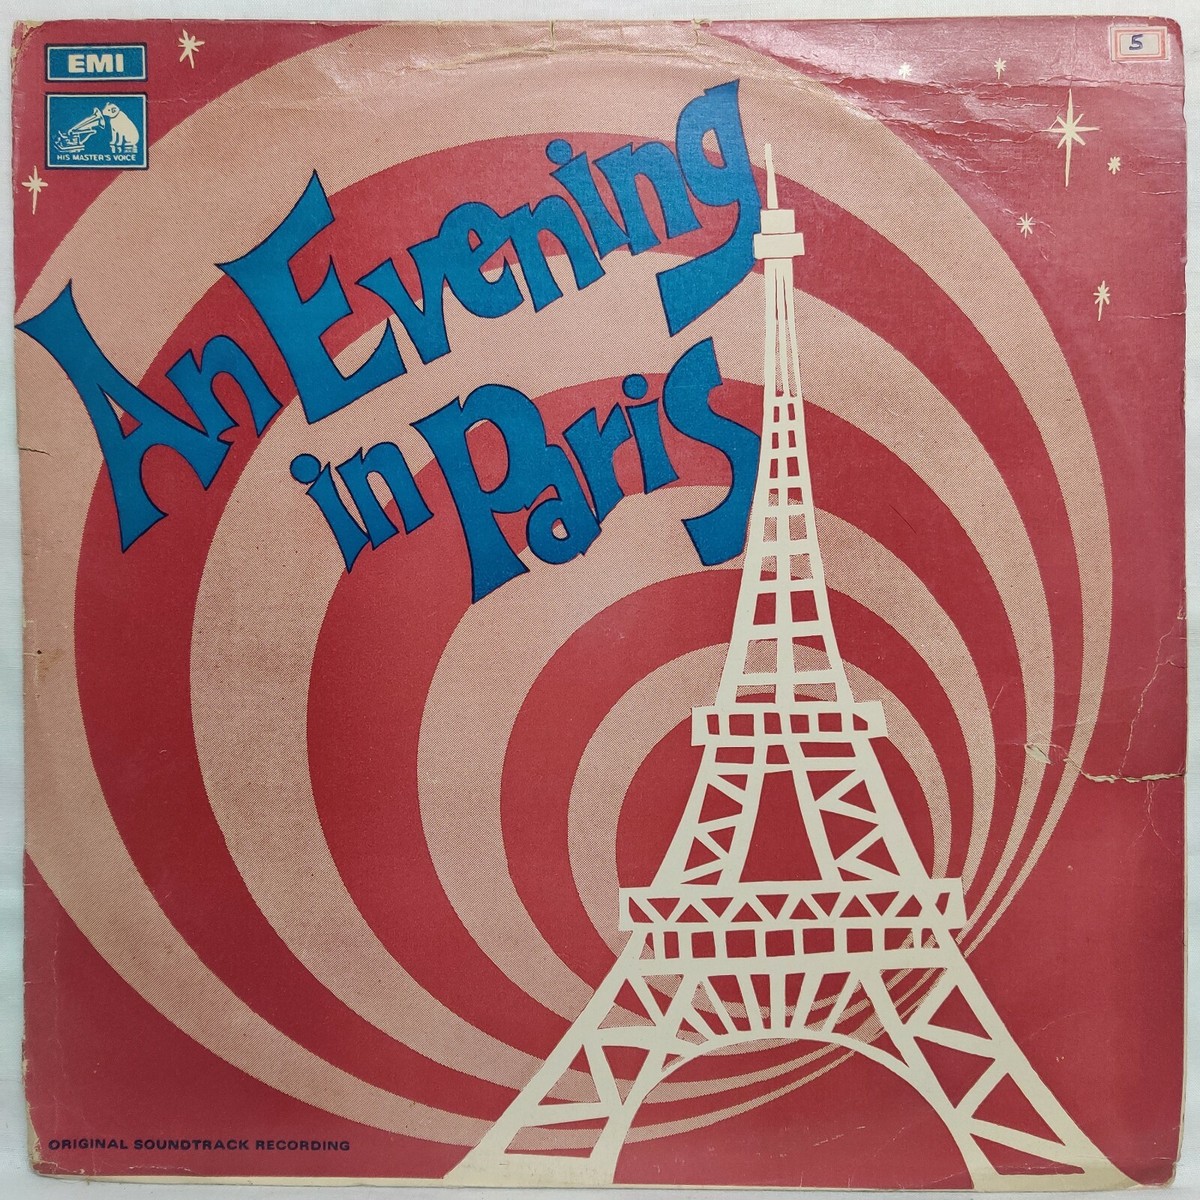 EMI
HIS MASTER'S VOICE
5
An Evening
in Paris
ORIGINAL SOUNDTRACK RECORDING